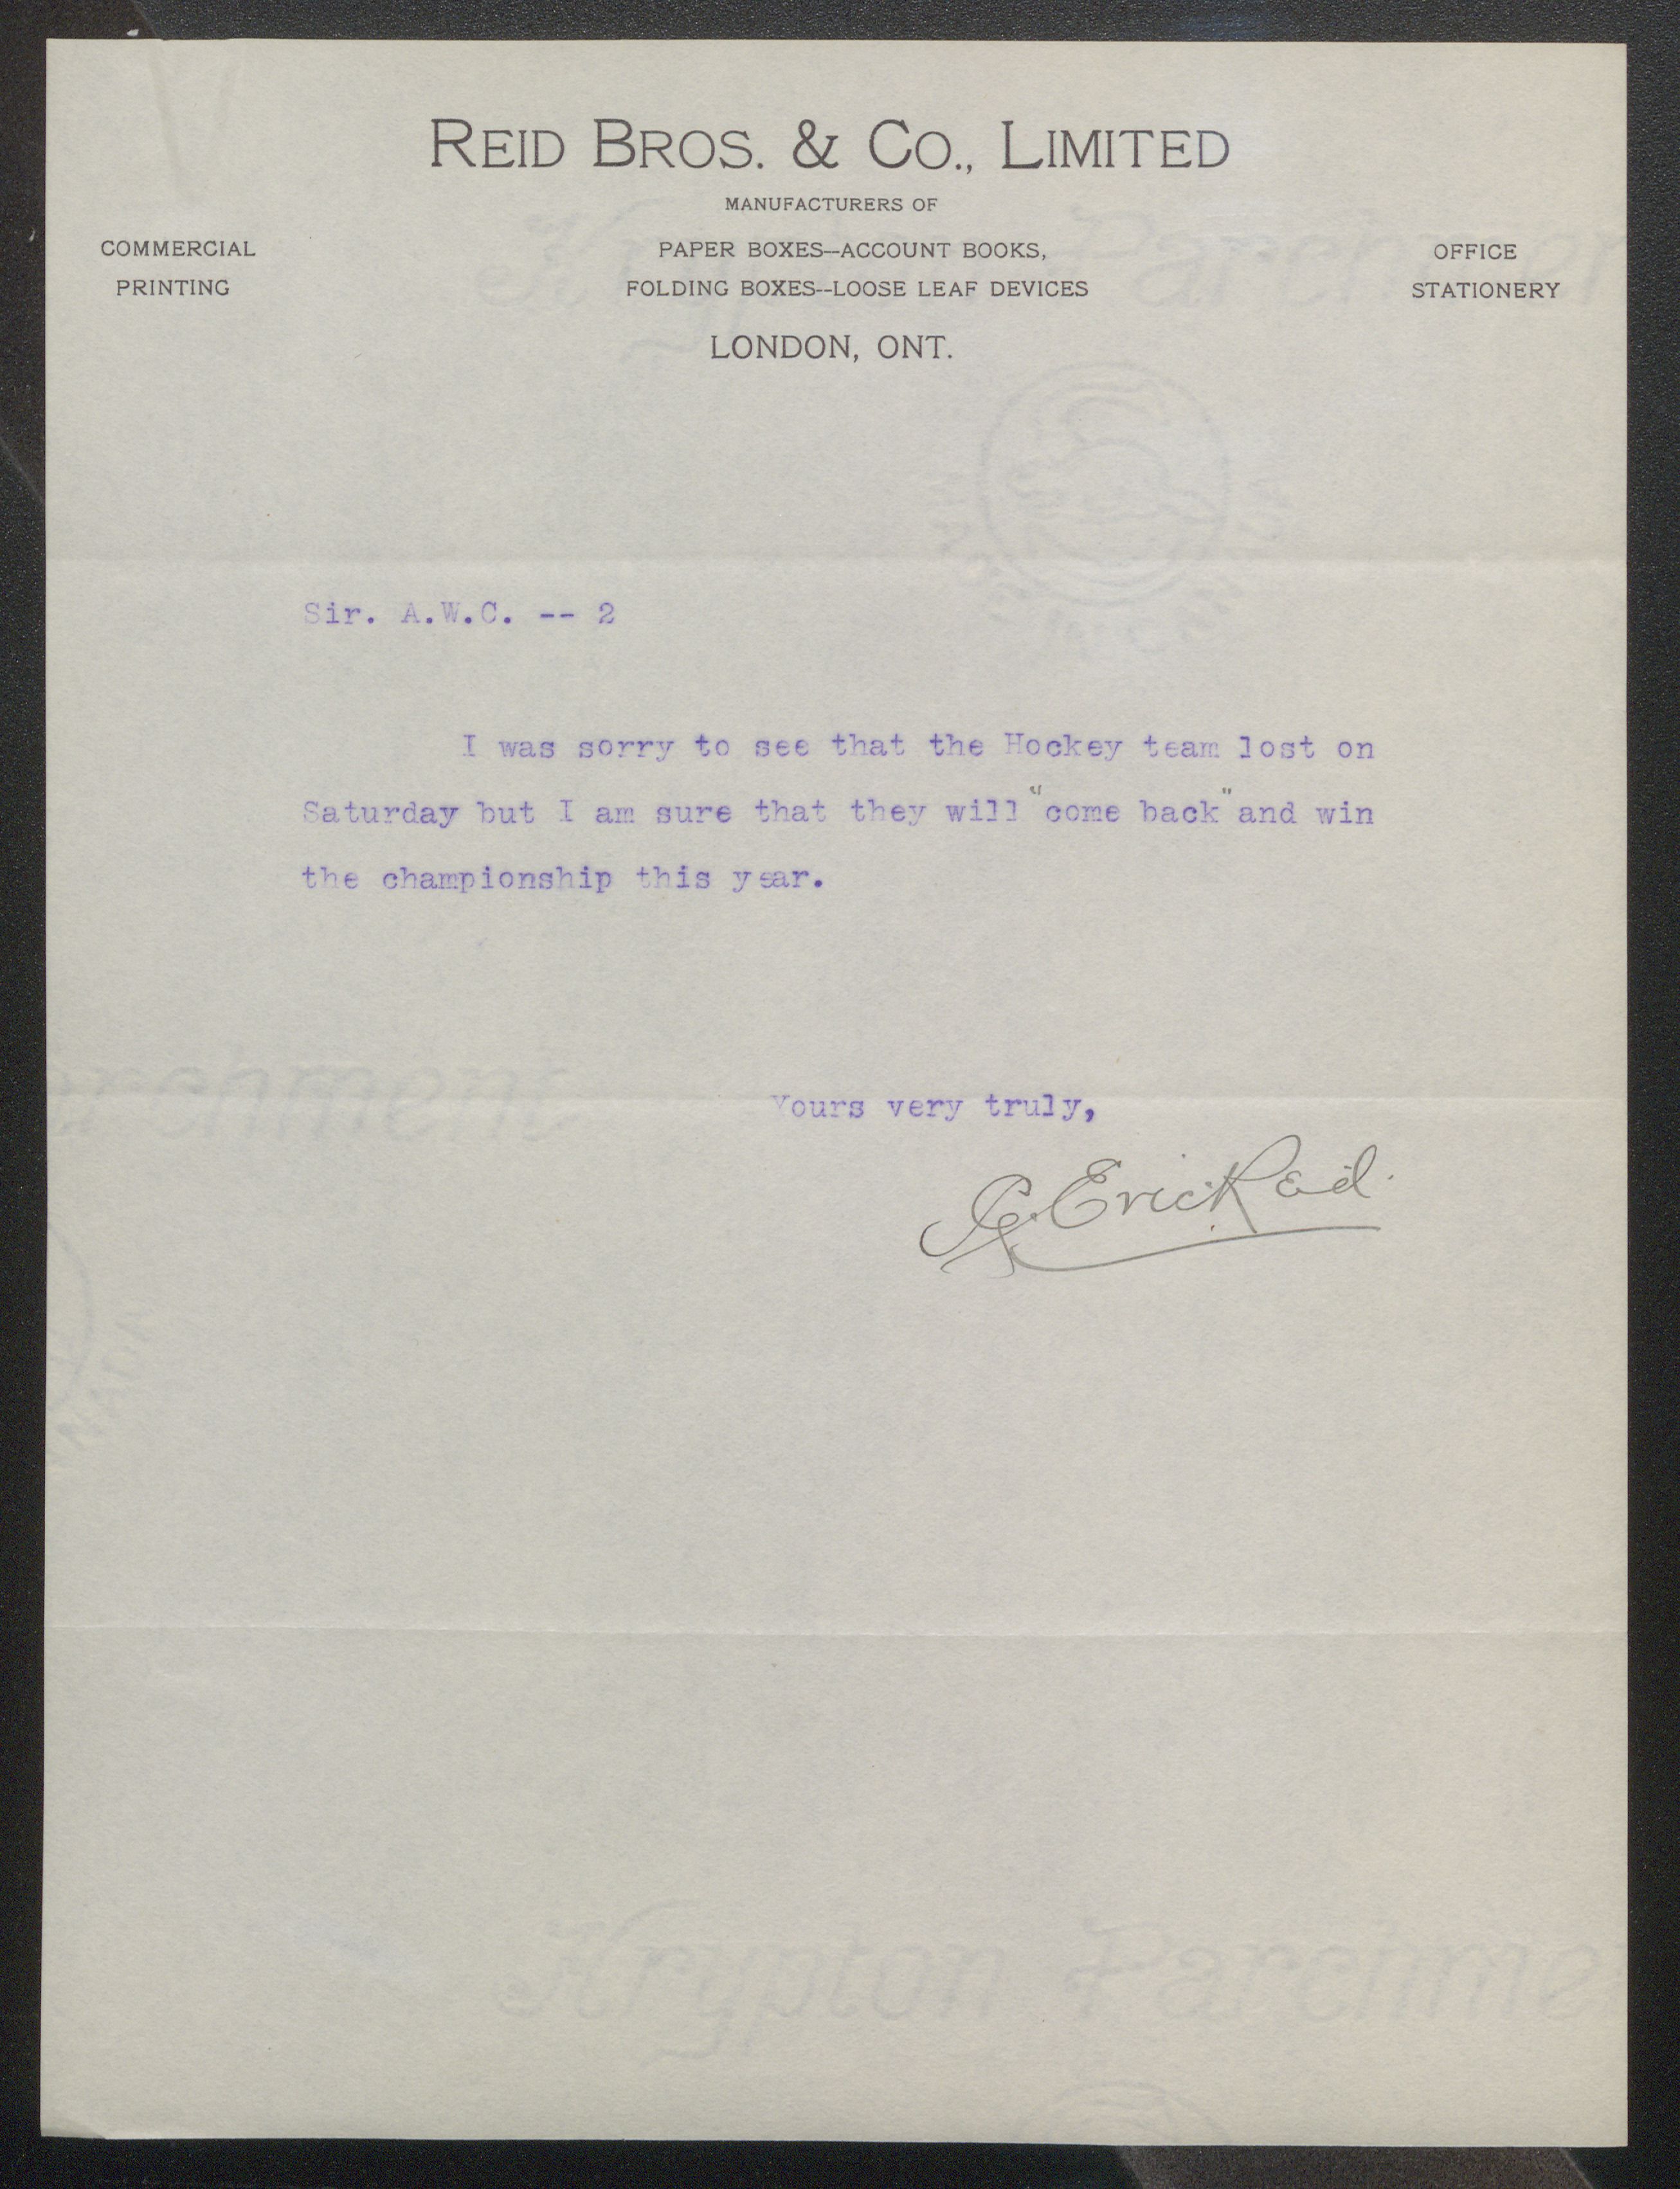 REID BROS. & CO., LIMITED
MANUFACTURERS OF
COMMERCIAL PRINTING
PAPER BOXES--ACCOUNT BOOKS,
FOLDING BOXES--LOOSE LEAF DEVICES
OFFICE STATIONERY
LONDON, ONT.
Sir. A.W.C. -- 2
I was sorry to see that the Hockey team lost on
Saturday but I am sure that they will "come back" and win
the championship this year.
Yours very truly,
Eric Reid.
Krypton Parchme